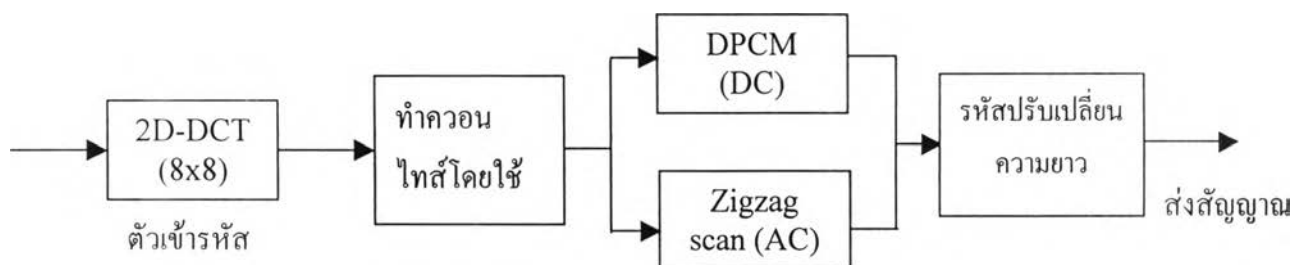 2D-DCT
(8x8)
ตัวเข้ารหัส
ทำควอน
ไทส์โดยใช้
DPCM
(DC)
Zigzag
scan (AC)
รหัสปรับเปลี่ยน
ความยาว
ส่งสัญญาณ